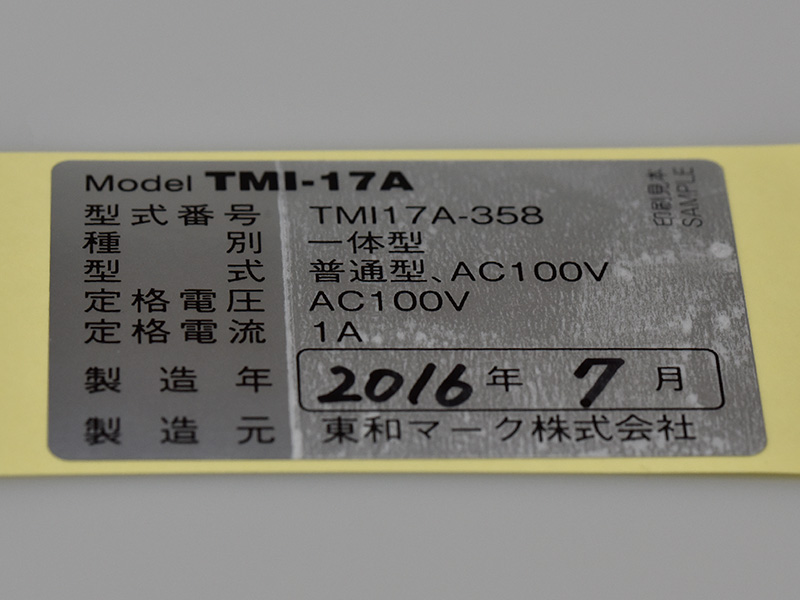 Model TMI-17A
型式番号 TMI17A-358
種別 一体型
型式 普通型、AC100V
定格電圧 AC100V
定格電流 1A
製造年 2016年 7月
製造元 東和マーク株式会社
印刷見本
SAMPLE